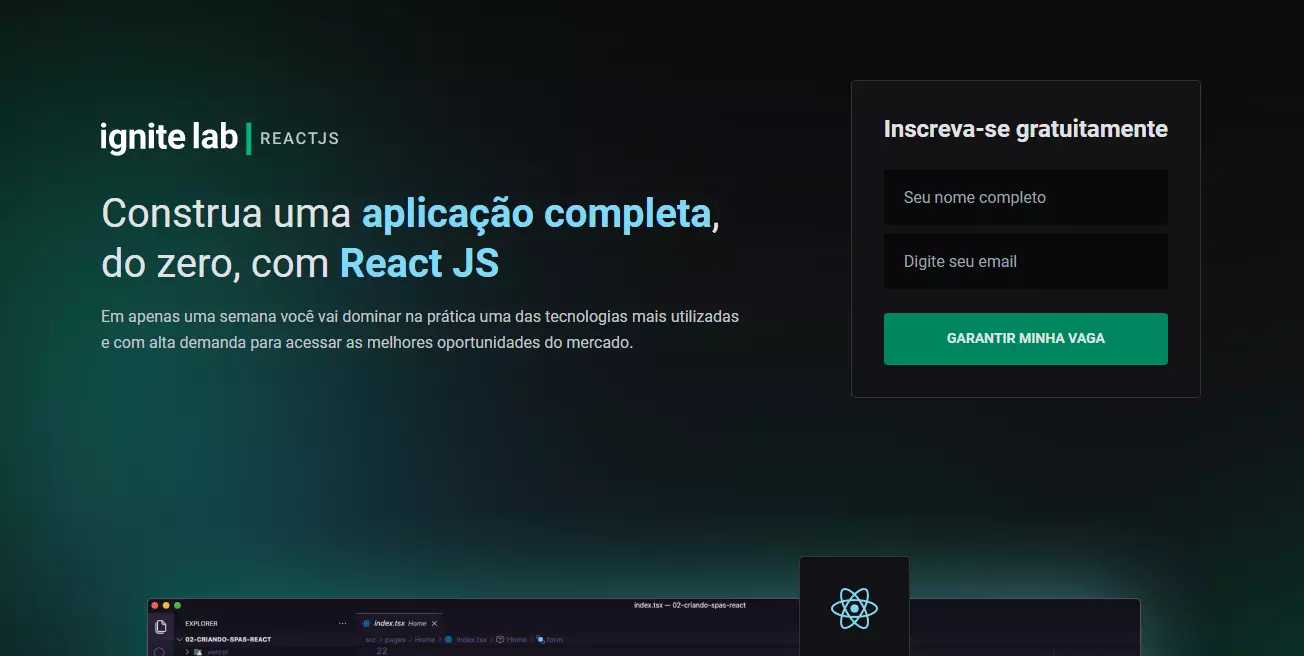 ignite lab | REACTJS
Construa uma aplicação completa,
do zero, com React JS
Em apenas uma semana você vai dominar na prática uma das tecnologias mais utilizadas
e com alta demanda para acessar as melhores oportunidades do mercado.
Inscreva-se gratuitamente
Seu nome completo
Digite seu email
GARANTIR MINHA VAGA
index.tsx — 02-criando-spas-react
EXPLORER ···
index.tsx Home ×
02-CRIANDO-SPAS-REACT
src > pages > Home > index.tsx > Home > form
.vercel
22